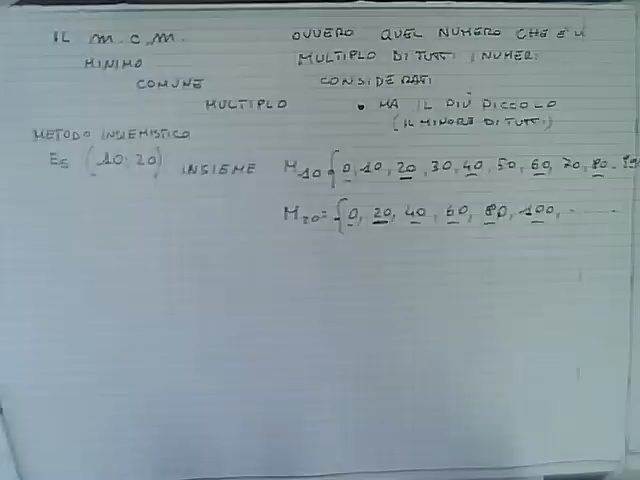 IL m.c.m. OVVERO QUEL NUMERO CHE È U
MINIMO MULTIPLO DI TUTTI I NUMERI
COMUNE CONSIDERATI
MULTIPLO • MA IL PIÙ PICCOLO
(IL MINORE DI TUTTI)
METODO INSIEMISTICO
Es (10; 20) INSIEME M10 = {0, 10, 20, 30, 40, 50, 60, 70, 80, 90
M20 = {0, 20, 40, 60, 80, 100, ......